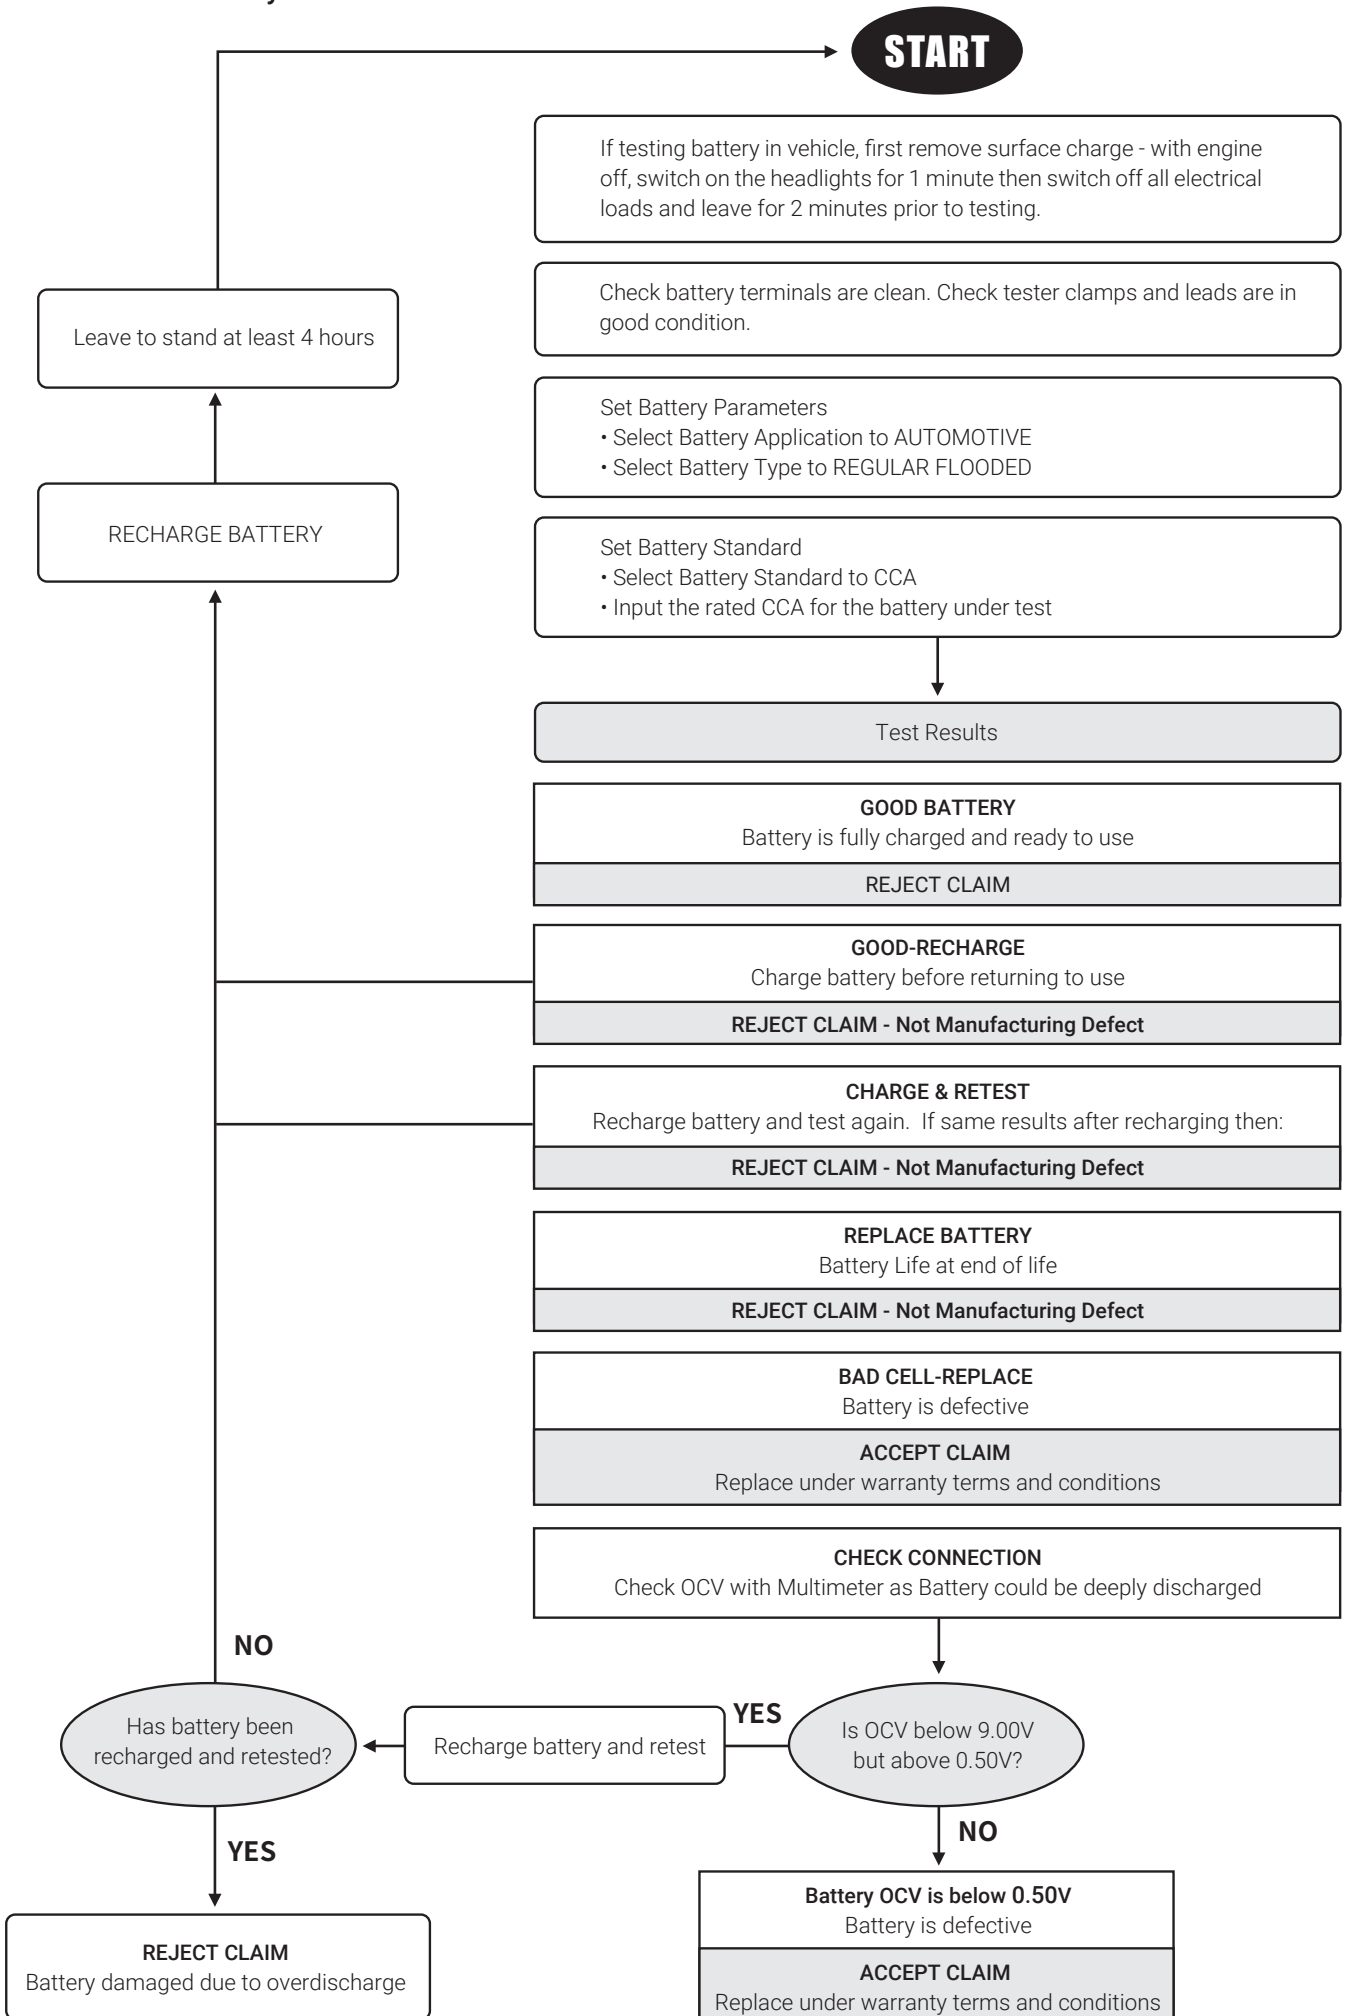 START
If testing battery in vehicle, first remove surface charge - with engine
off, switch on the headlights for 1 minute then switch off all electrical
loads and leave for 2 minutes prior to testing.
Check battery terminals are clean. Check tester clamps and leads are in
good condition.
Leave to stand at least 4 hours
Set Battery Parameters
• Select Battery Application to AUTOMOTIVE
• Select Battery Type to REGULAR FLOODED
RECHARGE BATTERY
Set Battery Standard
• Select Battery Standard to CCA
• Input the rated CCA for the battery under test
Test Results
GOOD BATTERY
Battery is fully charged and ready to use
REJECT CLAIM
GOOD-RECHARGE
Charge battery before returning to use
REJECT CLAIM - Not Manufacturing Defect
CHARGE & RETEST
Recharge battery and test again. If same results after recharging then:
REJECT CLAIM - Not Manufacturing Defect
REPLACE BATTERY
Battery Life at end of life
REJECT CLAIM - Not Manufacturing Defect
BAD CELL-REPLACE
Battery is defective
ACCEPT CLAIM
Replace under warranty terms and conditions
CHECK CONNECTION
Check OCV with Multimeter as Battery could be deeply discharged
NO
Has battery been
recharged and retested?
Recharge battery and retest
YES
Is OCV below 9.00V
but above 0.50V?
YES
NO
REJECT CLAIM
Battery damaged due to overdischarge
Battery OCV is below 0.50V
Battery is defective
ACCEPT CLAIM
Replace under warranty terms and conditions